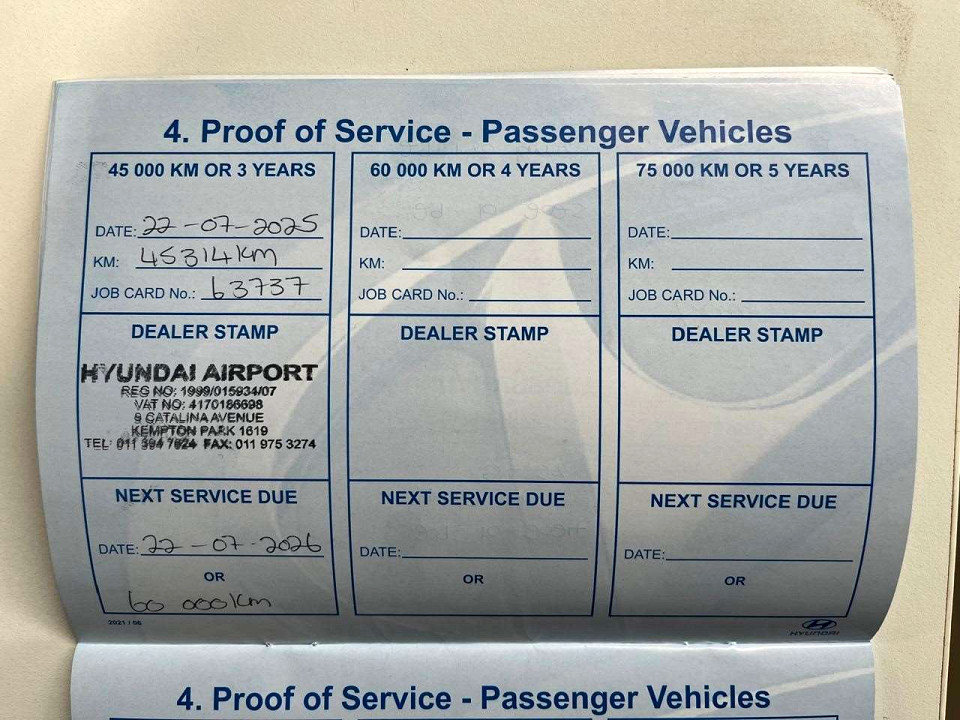 4. Proof of Service - Passenger Vehicles
45 000 KM OR 3 YEARS
DATE: 22-07-2025
KM: 45314km
JOB CARD No.: 63737
DEALER STAMP
HYUNDAI AIRPORT
REG NO: 1999/015934/07
VAT NO: 4170186698
9 CATALINA AVENUE
KEMPTON PARK 1619
TEL: 011 394 7624 FAX: 011 975 3274
NEXT SERVICE DUE
DATE: 22-07-2026
OR
60 000km
2021 / 06
60 000 KM OR 4 YEARS
DATE:
KM:
JOB CARD No.:
DEALER STAMP
NEXT SERVICE DUE
DATE:
OR
75 000 KM OR 5 YEARS
DATE:
KM:
JOB CARD No.:
DEALER STAMP
NEXT SERVICE DUE
DATE:
OR
HYUNDAI
4. Proof of Service - Passenger Vehicles